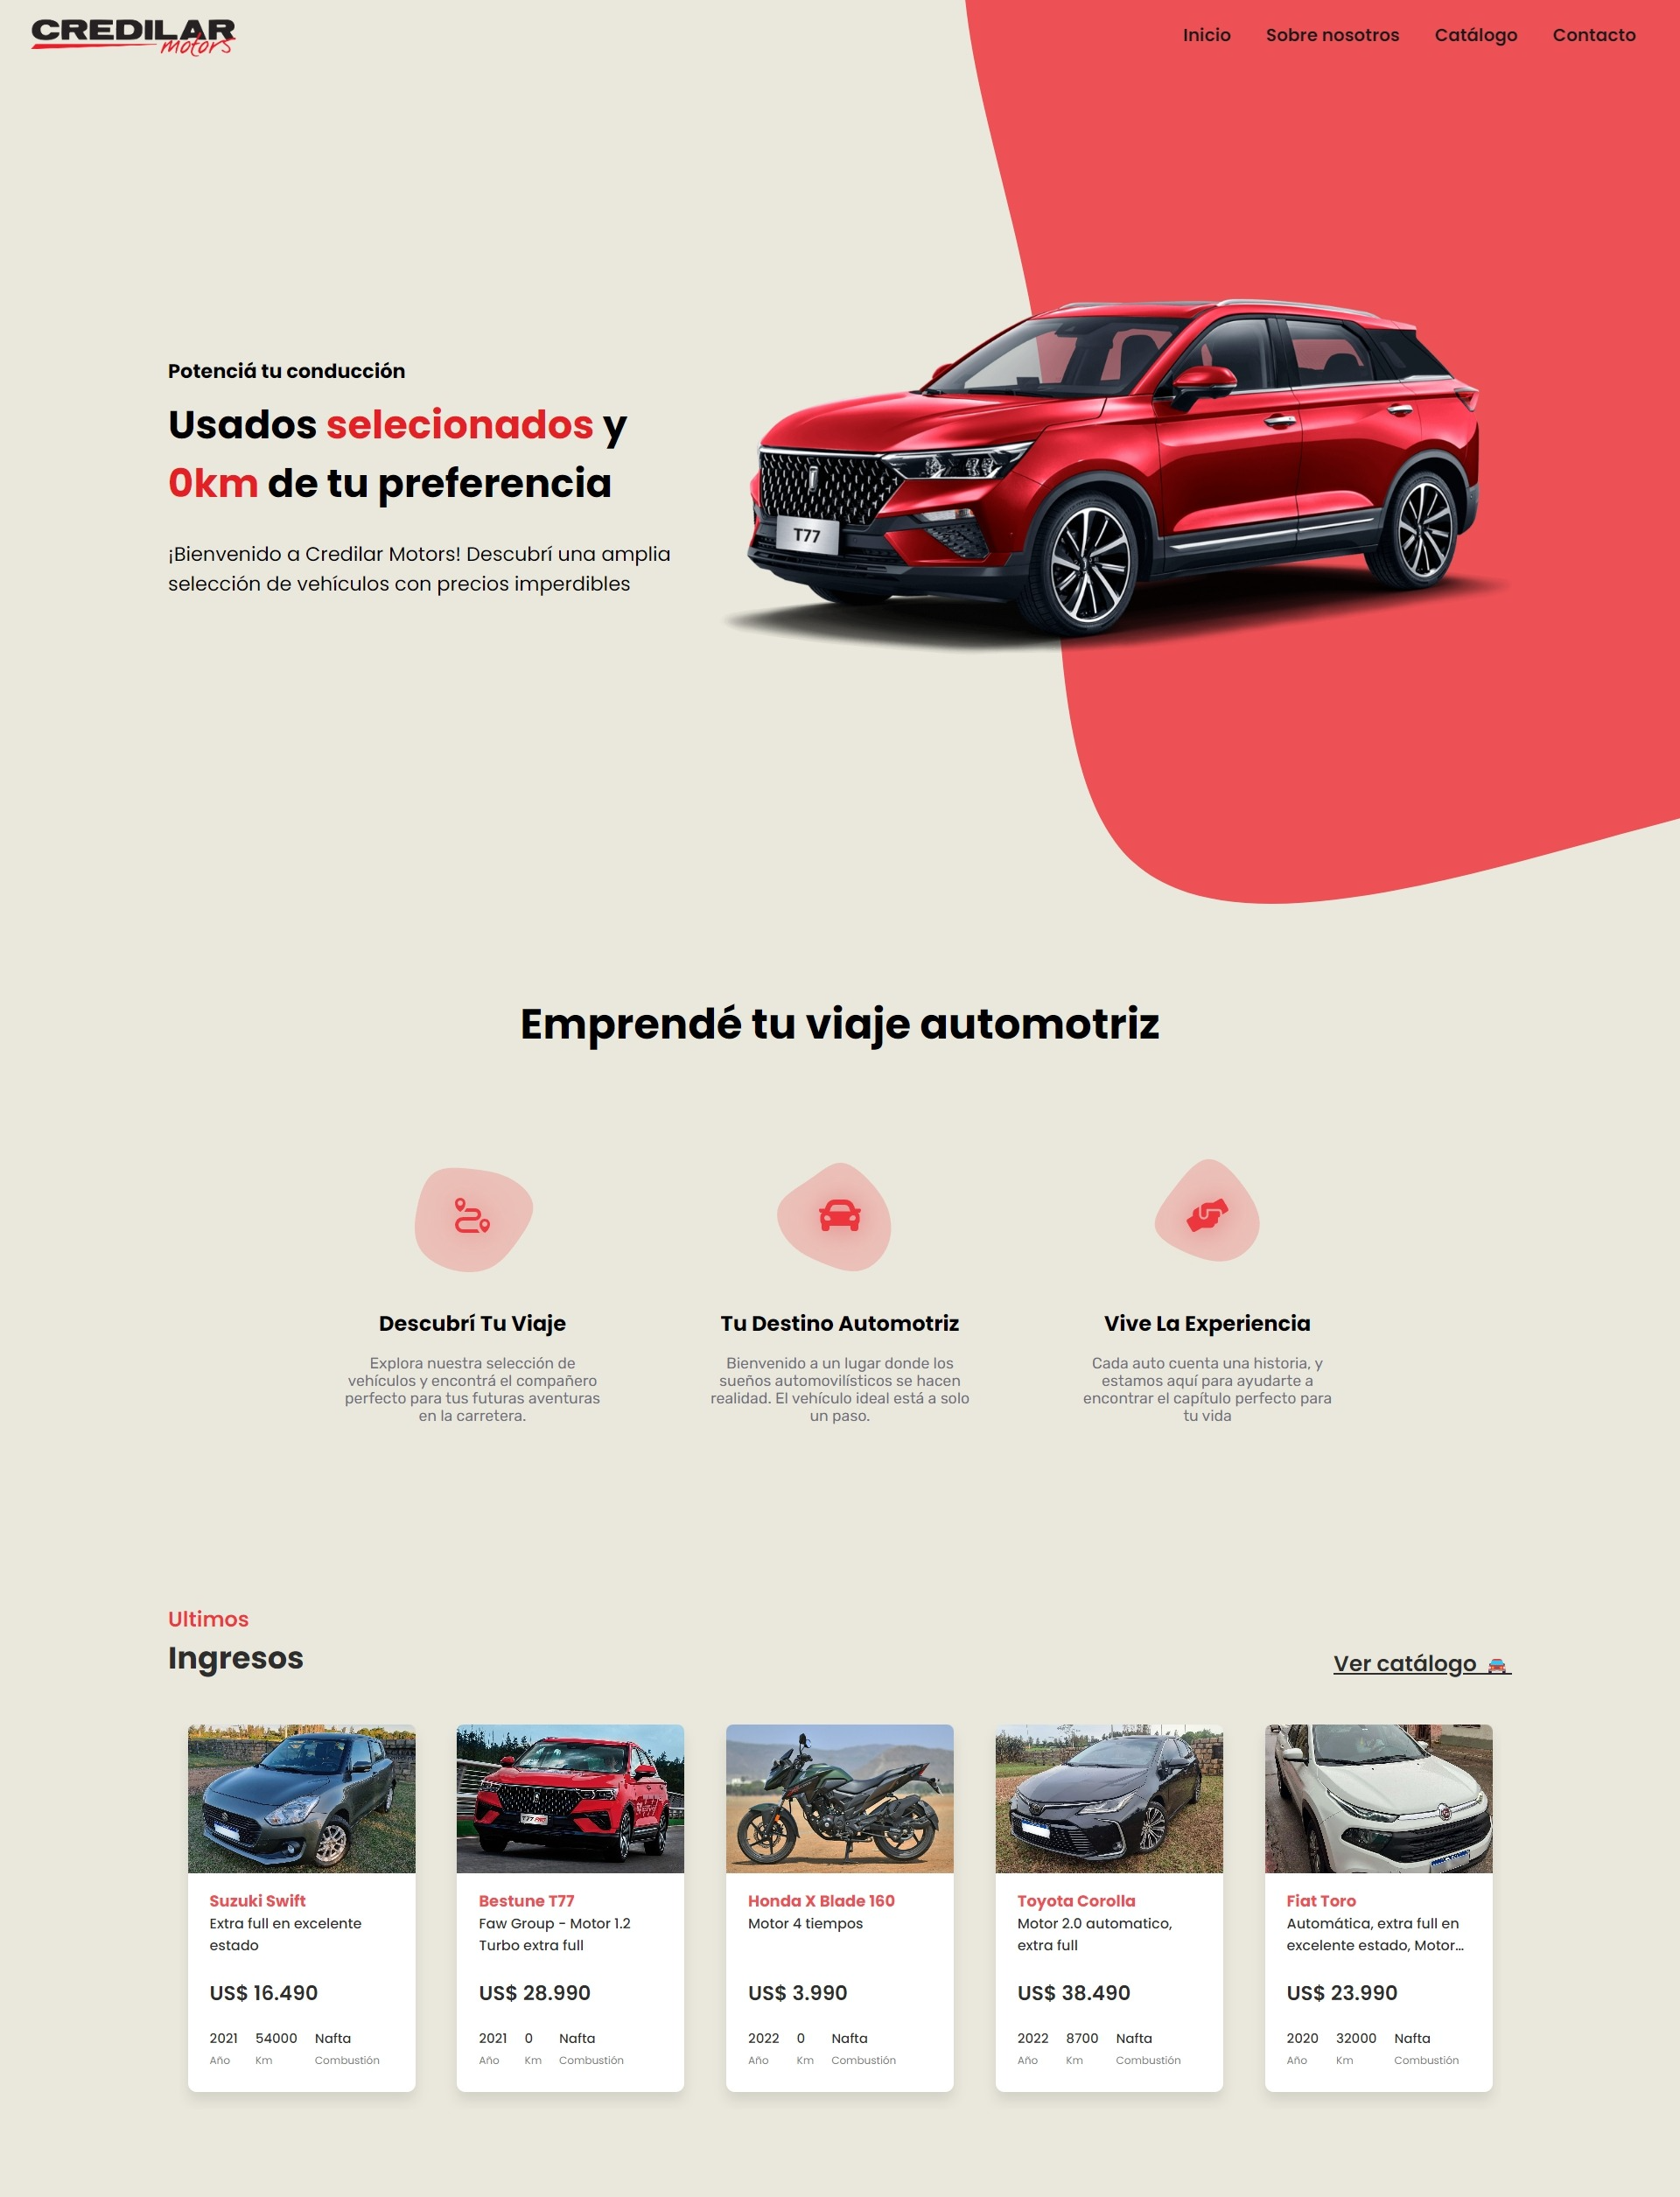 CREDILAR
motors
Inicio Sobre nosotros Catálogo Contacto
Potenciá tu conducción
Usados selecionados y
0km de tu preferencia
¡Bienvenido a Credilar Motors! Descubrí una amplia
selección de vehículos con precios imperdibles
T77
Emprendé tu viaje automotriz
Descubrí Tu Viaje
Explora nuestra selección de
vehículos y encontrá el compañero
perfecto para tus futuras aventuras
en la carretera.
Tu Destino Automotriz
Bienvenido a un lugar donde los
sueños automovilísticos se hacen
realidad. El vehículo ideal está a solo
un paso.
Vive La Experiencia
Cada auto cuenta una historia, y
estamos aquí para ayudarte a
encontrar el capítulo perfecto para
tu vida
Ultimos
Ingresos
Ver catálogo
Suzuki Swift
Extra full en excelente
estado
US$ 16.490
2021 54000 Nafta
Año Km Combustión
T77 PRO
Bestune T77
Faw Group - Motor 1.2
Turbo extra full
US$ 28.990
2021 0 Nafta
Año Km Combustión
Honda X Blade 160
Motor 4 tiempos
US$ 3.990
2022 0 Nafta
Año Km Combustión
Toyota Corolla
Motor 2.0 automatico,
extra full
US$ 38.490
2022 8700 Nafta
Año Km Combustión
Fiat Toro
Automática, extra full en
excelente estado, Motor...
US$ 23.990
2020 32000 Nafta
Año Km Combustión